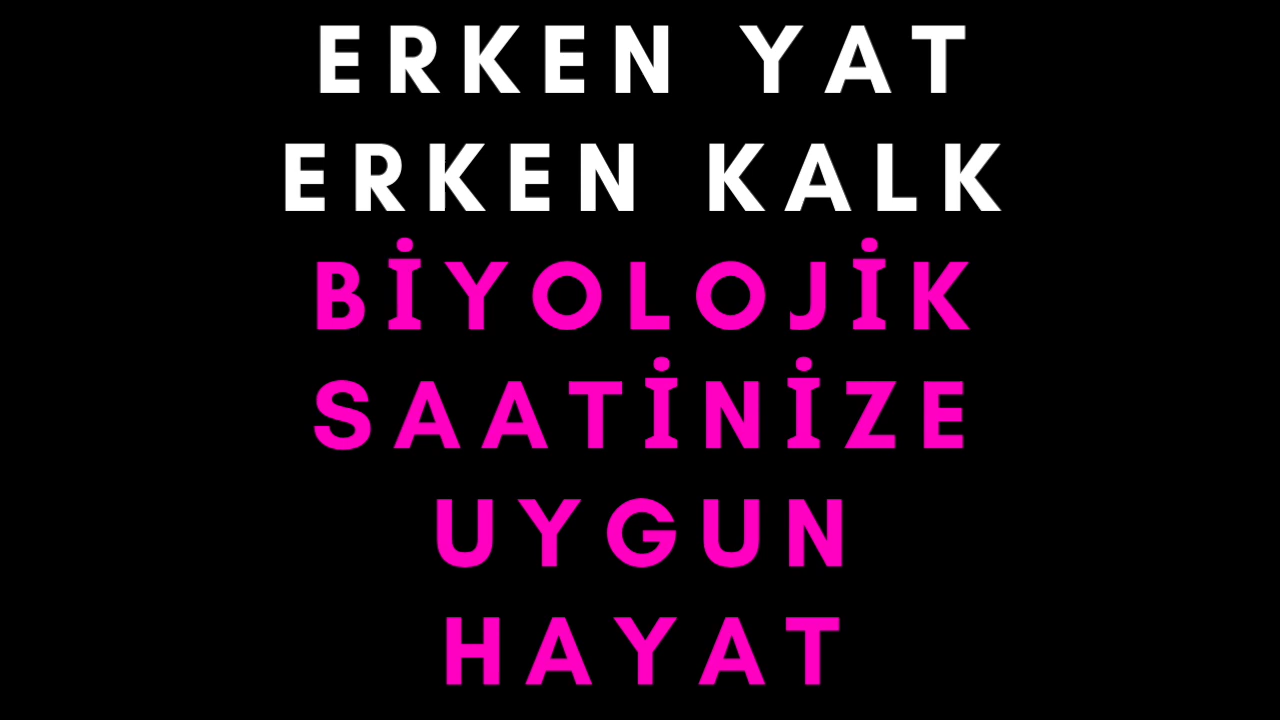 ERKEN YAT
ERKEN KALK
BİYOLOJİK
SAATİNİZE
UYGUN
HAYAT